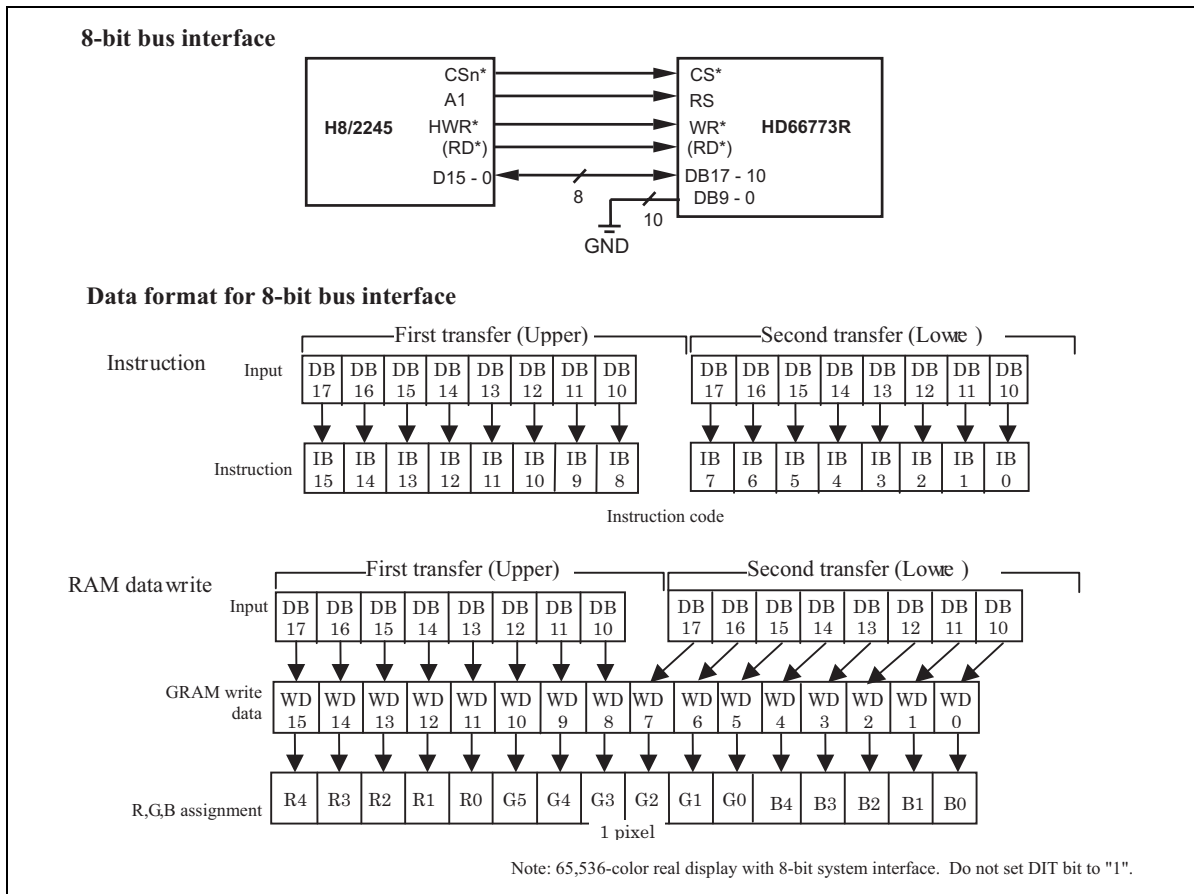 8-bit bus interface
CSn* CS*
A1 RS
H8/2245 HWR* WR* HD66773R
(RD*) (RD*)
D15 - 0 DB17 - 10
8 DB9 - 0
10
GND
Data format for 8-bit bus interface
First transfer (Upper) Second transfer (Lowre )
Instruction Input DB DB DB DB DB DB DB DB DB DB DB DB DB DB DB DB
17 16 15 14 13 12 11 10 17 16 15 14 13 12 11 10
Instruction IB IB IB IB IB IB IB IB IB IB IB IB IB IB IB IB
15 14 13 12 11 10 9 8 7 6 5 4 3 2 1 0
Instruction code
First transfer (Upper) Second transfer (Lowre )
RAM data write
Input DB DB DB DB DB DB DB DB DB DB DB DB DB DB DB DB
17 16 15 14 13 12 11 10 17 16 15 14 13 12 11 10
GRAM write WD WD WD WD WD WD WD WD WD WD WD WD WD WD WD WD
data 15 14 13 12 11 10 9 8 7 6 5 4 3 2 1 0
R,G,B assignment R4 R3 R2 R1 R0 G5 G4 G3 G2 G1 G0 B4 B3 B2 B1 B0
1 pixel
Note: 65,536-color real display with 8-bit system interface. Do not set DIT bit to "1".